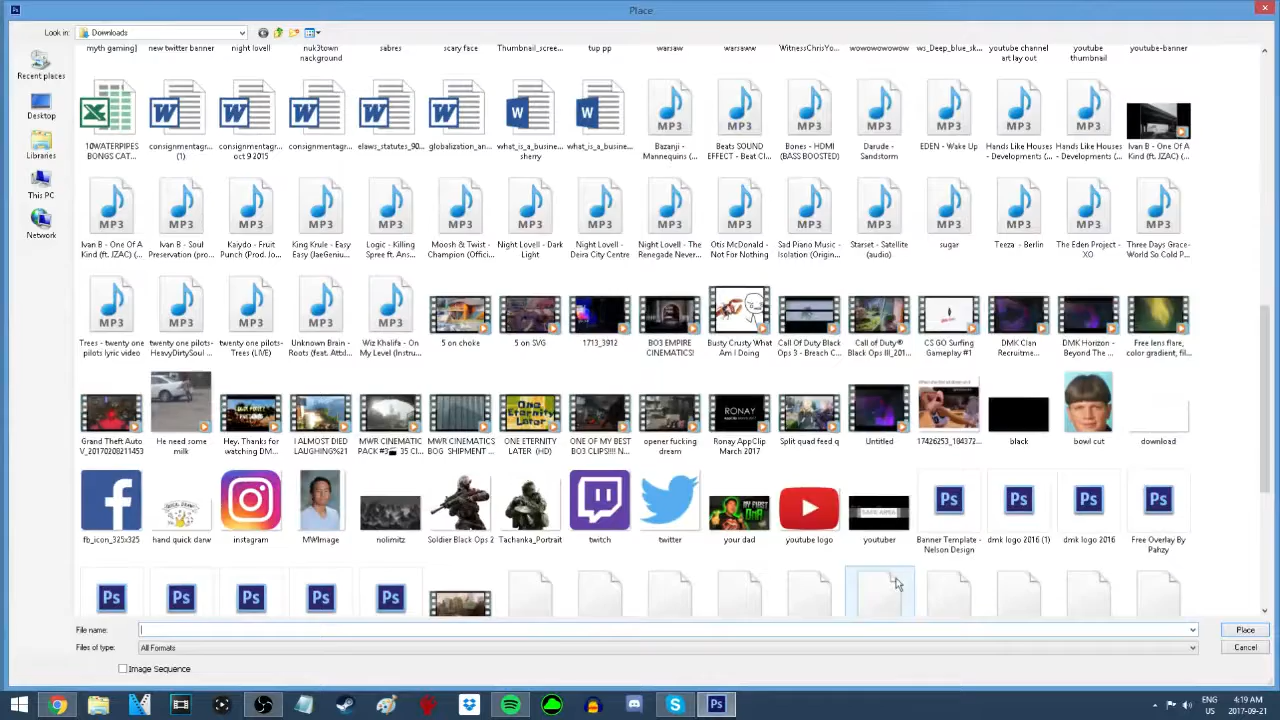 Place
Look in:
Downloads
myth gaming]
new twitter banner
night lovell
nuk3town nackground
sabres
scary face
Thumbnail_scree...
tup pp
warsaw
warsaww
WitnessChrisYo...
wowowowowow
ws_Deep_blue_sk...
youtube channel art lay out
youtube thumbnail
youtube-banner
Recent places
Desktop
Libraries
This PC
Network
10WATERPIPES BONGS CAT...
consignmentagr... (1)
consignmentagr... oct 9 2015
consignmentagr...
elaws_statutes_90...
globalization_an...
what_is_a_busine... sherry
what_is_a_busine...
Bazanji - Mannequins (...
Beats SOUND EFFECT - Beat Cl...
Bones - HDMI (BASS BOOSTED)
Darude - Sandstorm
EDEN - Wake Up
Hands Like Houses - Developments (...
Hands Like Houses - Developments (...
Ivan B - One Of A Kind (ft. JZAC) (...
Ivan B - One Of A Kind (ft. JZAC) (...
Ivan B - Soul Preservation (pro...
Kaiydo - Fruit Punch (Prod. Jo...
King Krule - Easy Easy (JaeGeniu...
Logic - Killing Spree ft. Ans...
Moosh & Twist - Champion (Offici...
Night Lovell - Dark Light
Night Lovell - Deira City Centre
Night Lovell - The Renegade Never...
Otis McDonald - Not For Nothing
Sad Piano Music - Isolation (Origin...
Starset - Satellite (audio)
sugar
Teeza - Berlin
The Eden Project - XO
Three Days Grace- World So Cold P...
Trees - twenty one pilots lyric video
twenty one pilots- HeavyDirtySoul ...
twenty one pilots- Trees (LIVE)
Unknown Brain - Roots (feat. Attbl...
Wiz Khalifa - On My Level (Instru...
5 on choke
5 on SVG
1713_3912
BO3 EMPIRE CINEMATICS!
Busty Crusty What Am I Doing
Call Of Duty Black Ops 3 - Breach C...
Call of Duty® Black Ops III_201...
CS GO Surfing Gameplay #1
DMK Clan Recruitme...
DMK Horizon - Beyond The ...
Free lens flare, color gradient, fil...
Grand Theft Auto V_20170208211453
He need some milk
Hey, Thanks for watching DM...
I ALMOST DIED LAUGHING%21
MWR CINEMATIC PACK #3 35 CI...
MWR CINEMATICS BOG SHIPMENT ...
ONE ETERNITY LATER (HD)
ONE OF MY BEST BO3 CLIPS!!!! N...
opener fucking dream
Ronay AppClip March 2017
Split quad feed q
Untitled
17426253_184372...
black
bowl cut
download
fb_icon_325x325
hand quick darw
instagram
MWImage
nolimitz
Soldier Black Ops 2
Tachanka_Portrait
twitch
twitter
your dad
youtube logo
youtuber
Banner Template - Nelson Design
dmk logo 2016 (1)
dmk logo 2016
Free Overlay By Pahzy
File name:
Place
Files of type:
All Formats
Cancel
Image Sequence
ENG
US
4:19 AM
2017-09-21